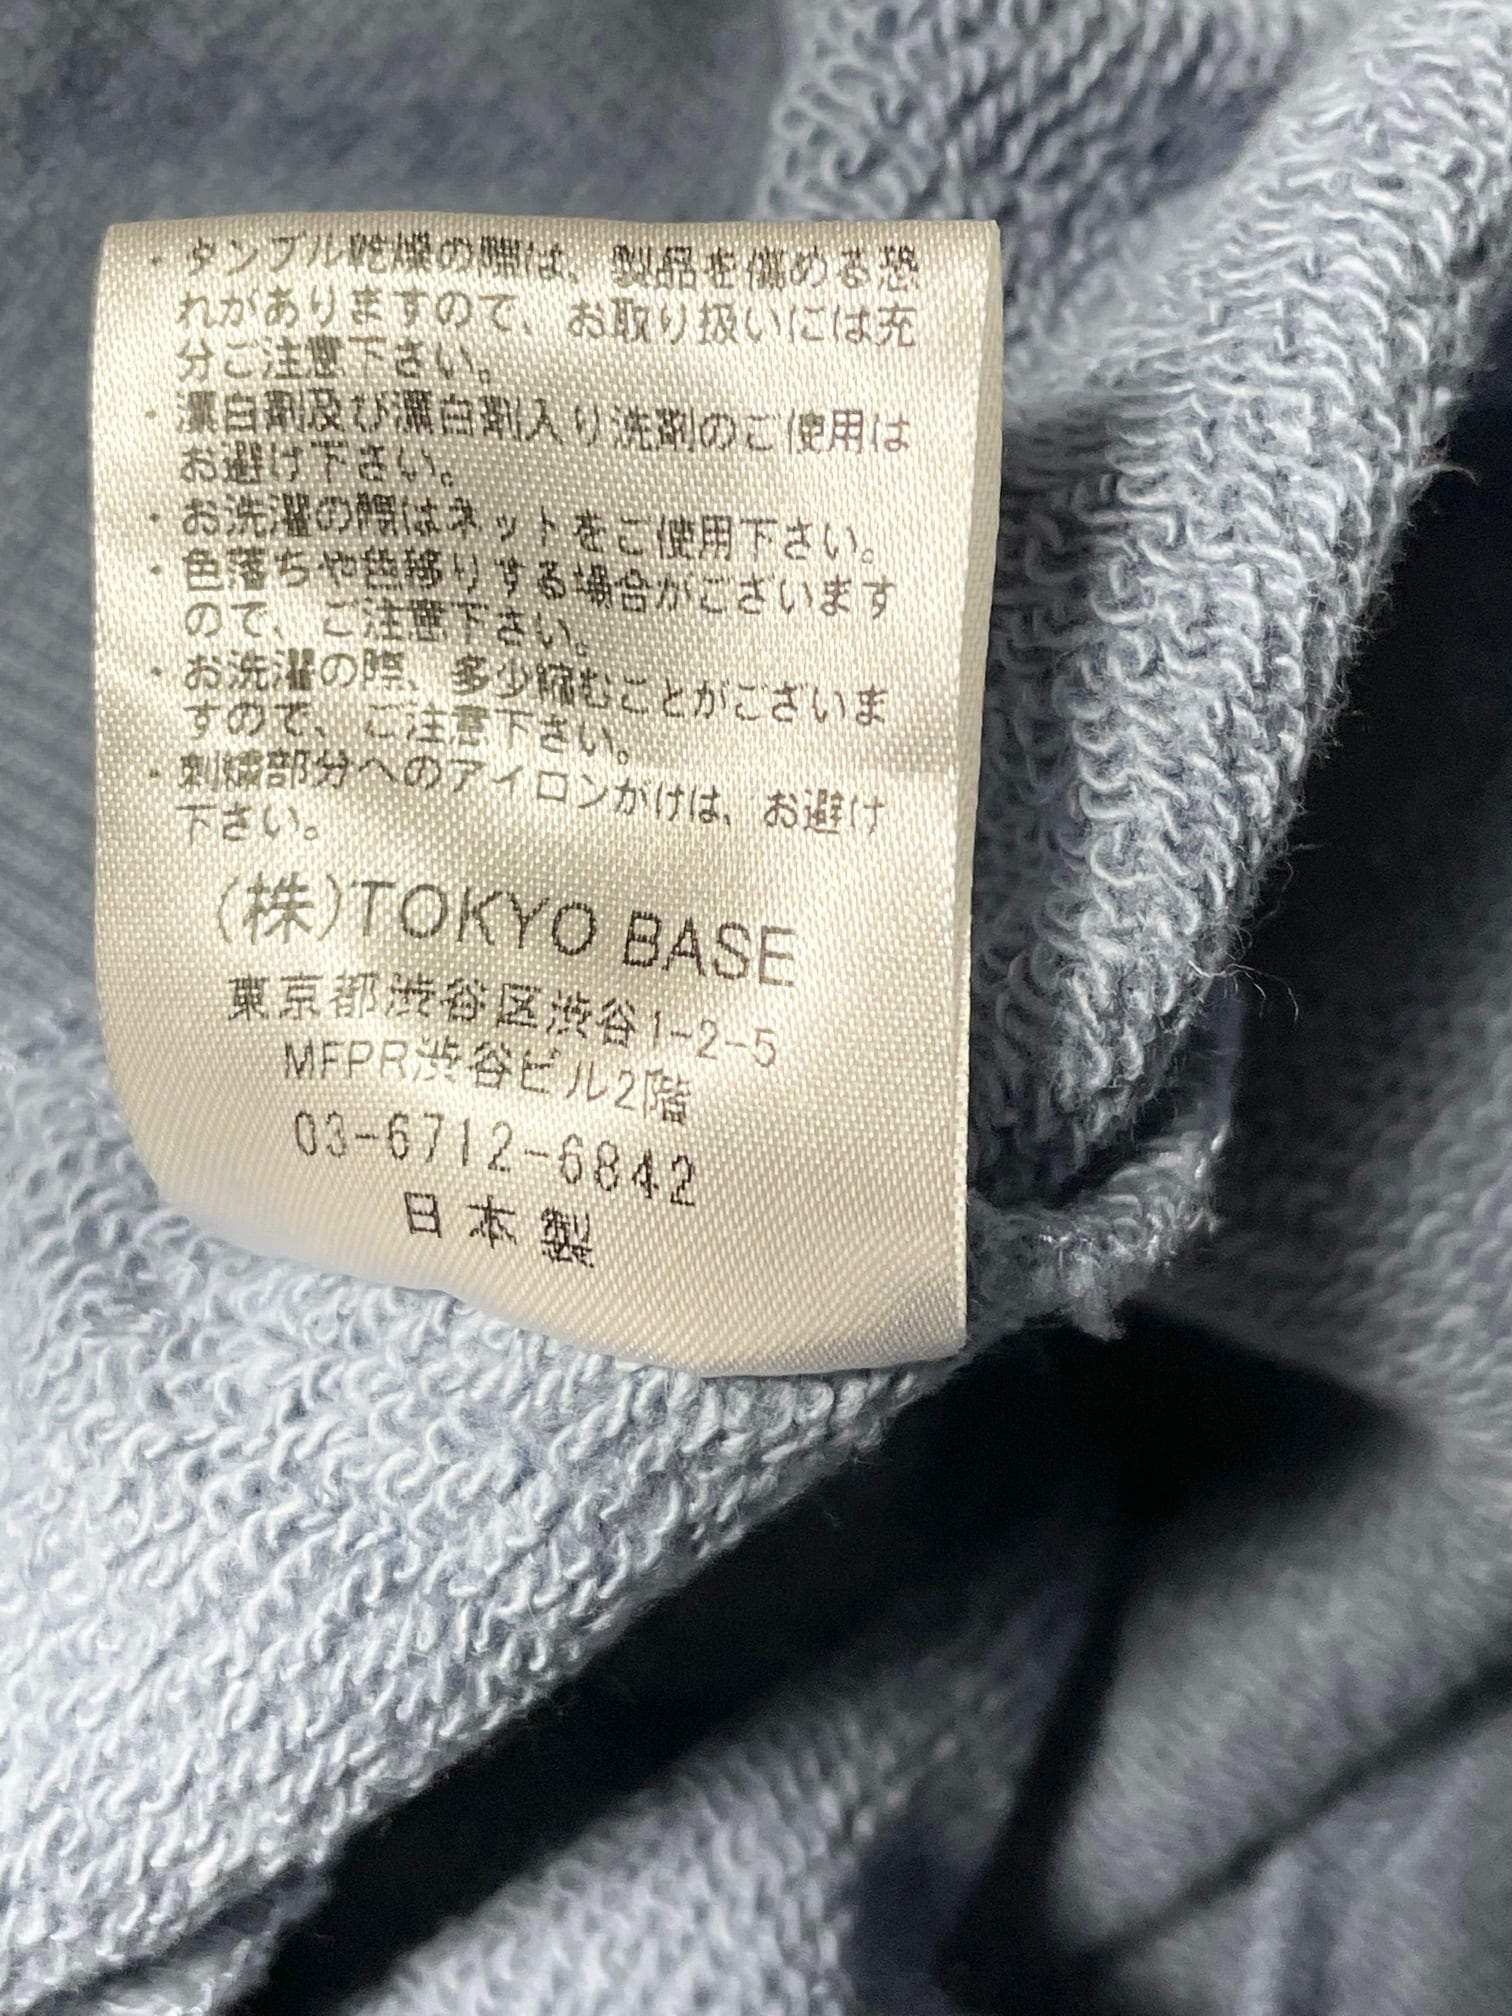 ・タンブル乾燥の際は、製品を傷める恐
れがありますので、お取り扱いには充
分ご注意下さい。
・漂白剤及び漂白剤入り洗剤のご使用は
お避け下さい。
・お洗濯の際はネットをご使用下さい。
・色落ちや色移りする場合がございます
ので、ご注意下さい。
・お洗濯の際、多少縮むことがございま
すので、ご注意下さい。
・刺繍部分へのアイロンがけは、お避け
下さい。
(株)TOKYO BASE
東京都渋谷区渋谷1-2-5
MFPR渋谷ビル2階
03-6712-6842
日本製